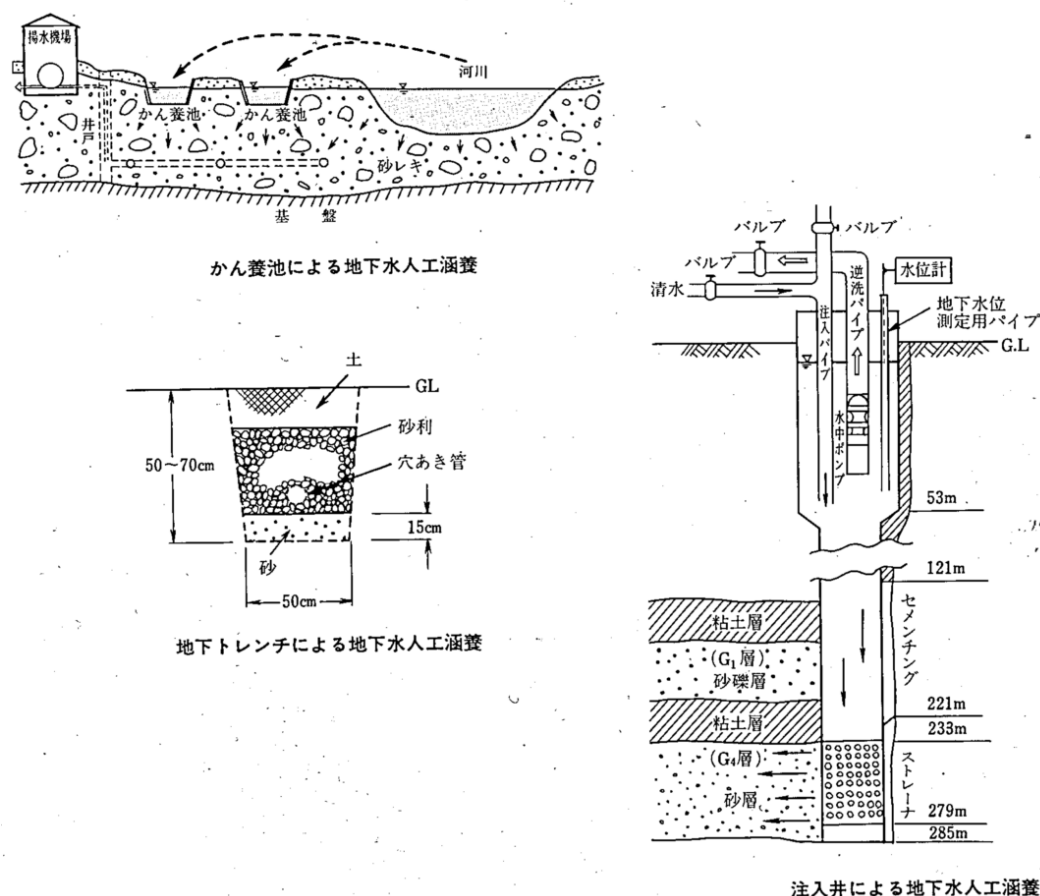 揚水機場
河川
かん養池
かん養池
井戸
砂レキ
基盤
かん養池による地下水人工涵養
土
GL
砂利
50~70cm
穴あき管
15cm
砂
50cm
地下トレンチによる地下水人工涵養
バルブ
バルブ
バルブ
清水
注入パイプ
逆洗パイプ
水位計
地下水位
測定用パイプ
G.L
水中ポンプ
53m
121m
セメンチング
粘土層
(G₁層)
砂礫層
粘土層
221m
233m
(G₄層)
砂層
ストレーナ
279m
285m
注入井による地下水人工涵養